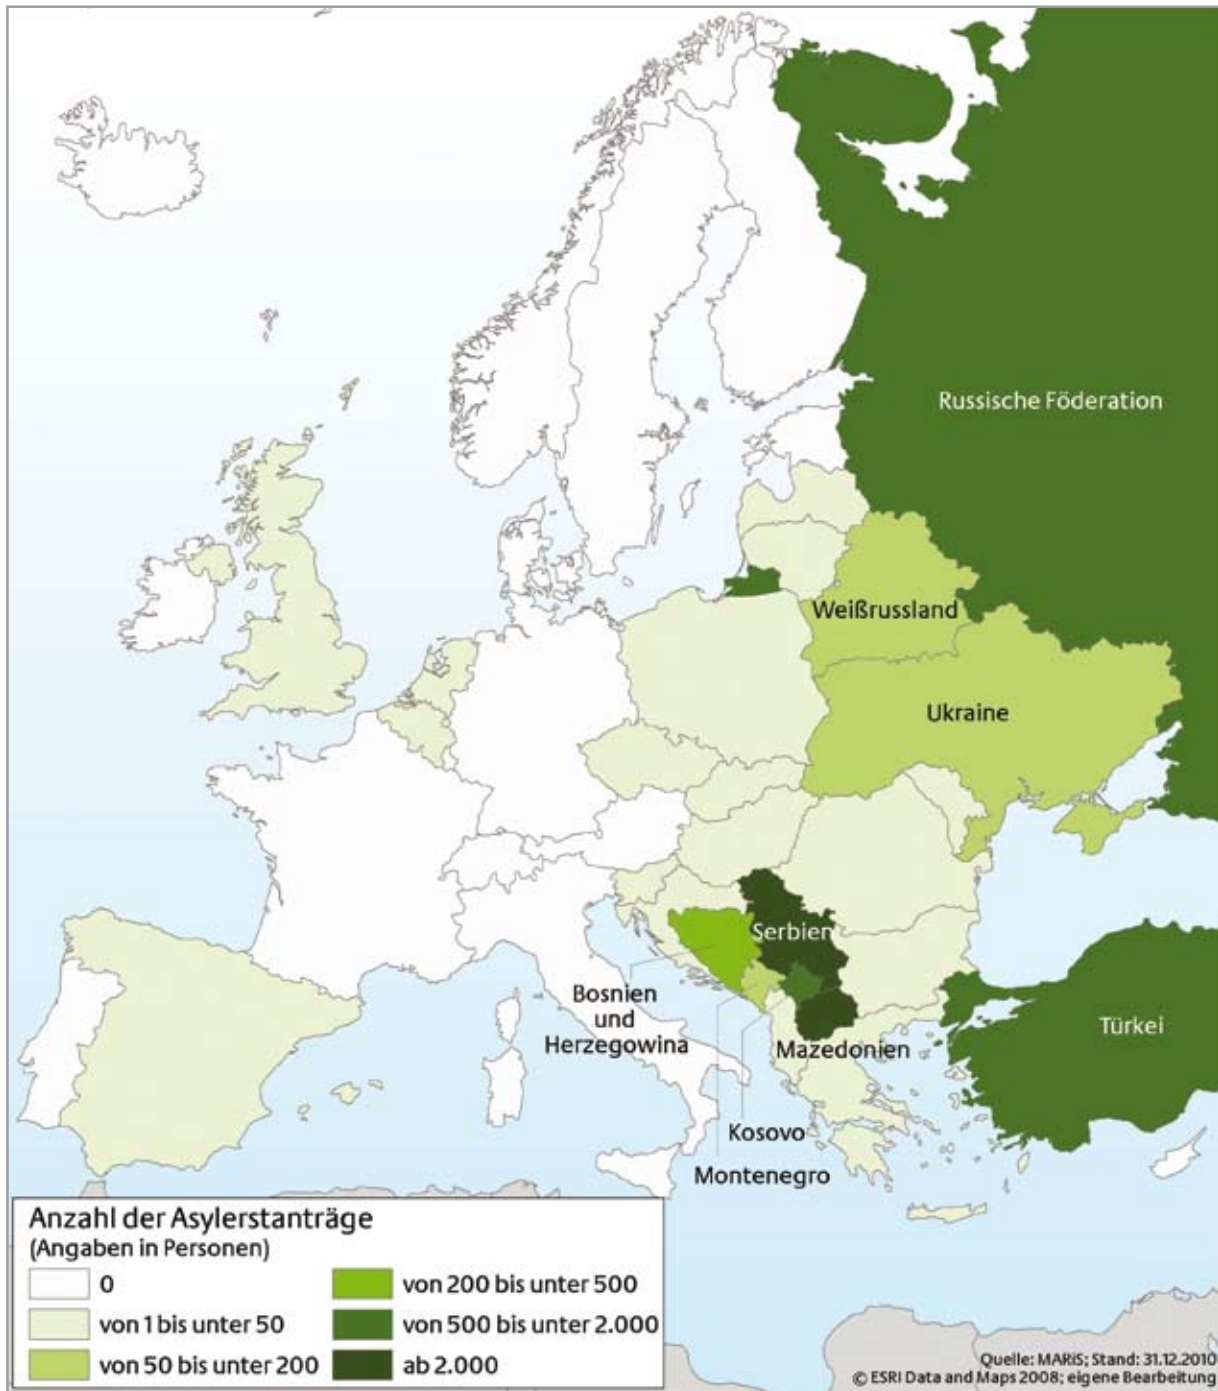 Russische Föderation
Weißrussland
Ukraine
Serbien
Bosnien
und
Herzegowina
Mazedonien
Türkei
Kosovo
Montenegro
Anzahl der Asylerstanträge
(Angaben in Personen)
0
von 1 bis unter 50
von 50 bis unter 200
von 200 bis unter 500
von 500 bis unter 2.000
ab 2.000
Quelle: MARiS; Stand: 31.12.2010
© ESRI Data and Maps 2008; eigene Bearbeitung